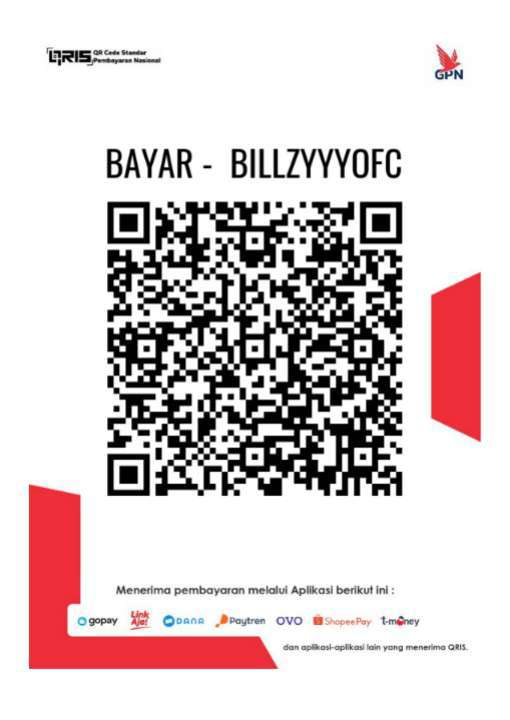 QRIS QR Code Standar
Pembayaran Nasional
GPN
BAYAR - BILLZYYYOFC
Menerima pembayaran melalui Aplikasi berikut ini :
gopay Link Aja! DANA Paytren OVO ShopeePay t-money
dan aplikasi-aplikasi lain yang menerima QRIS.